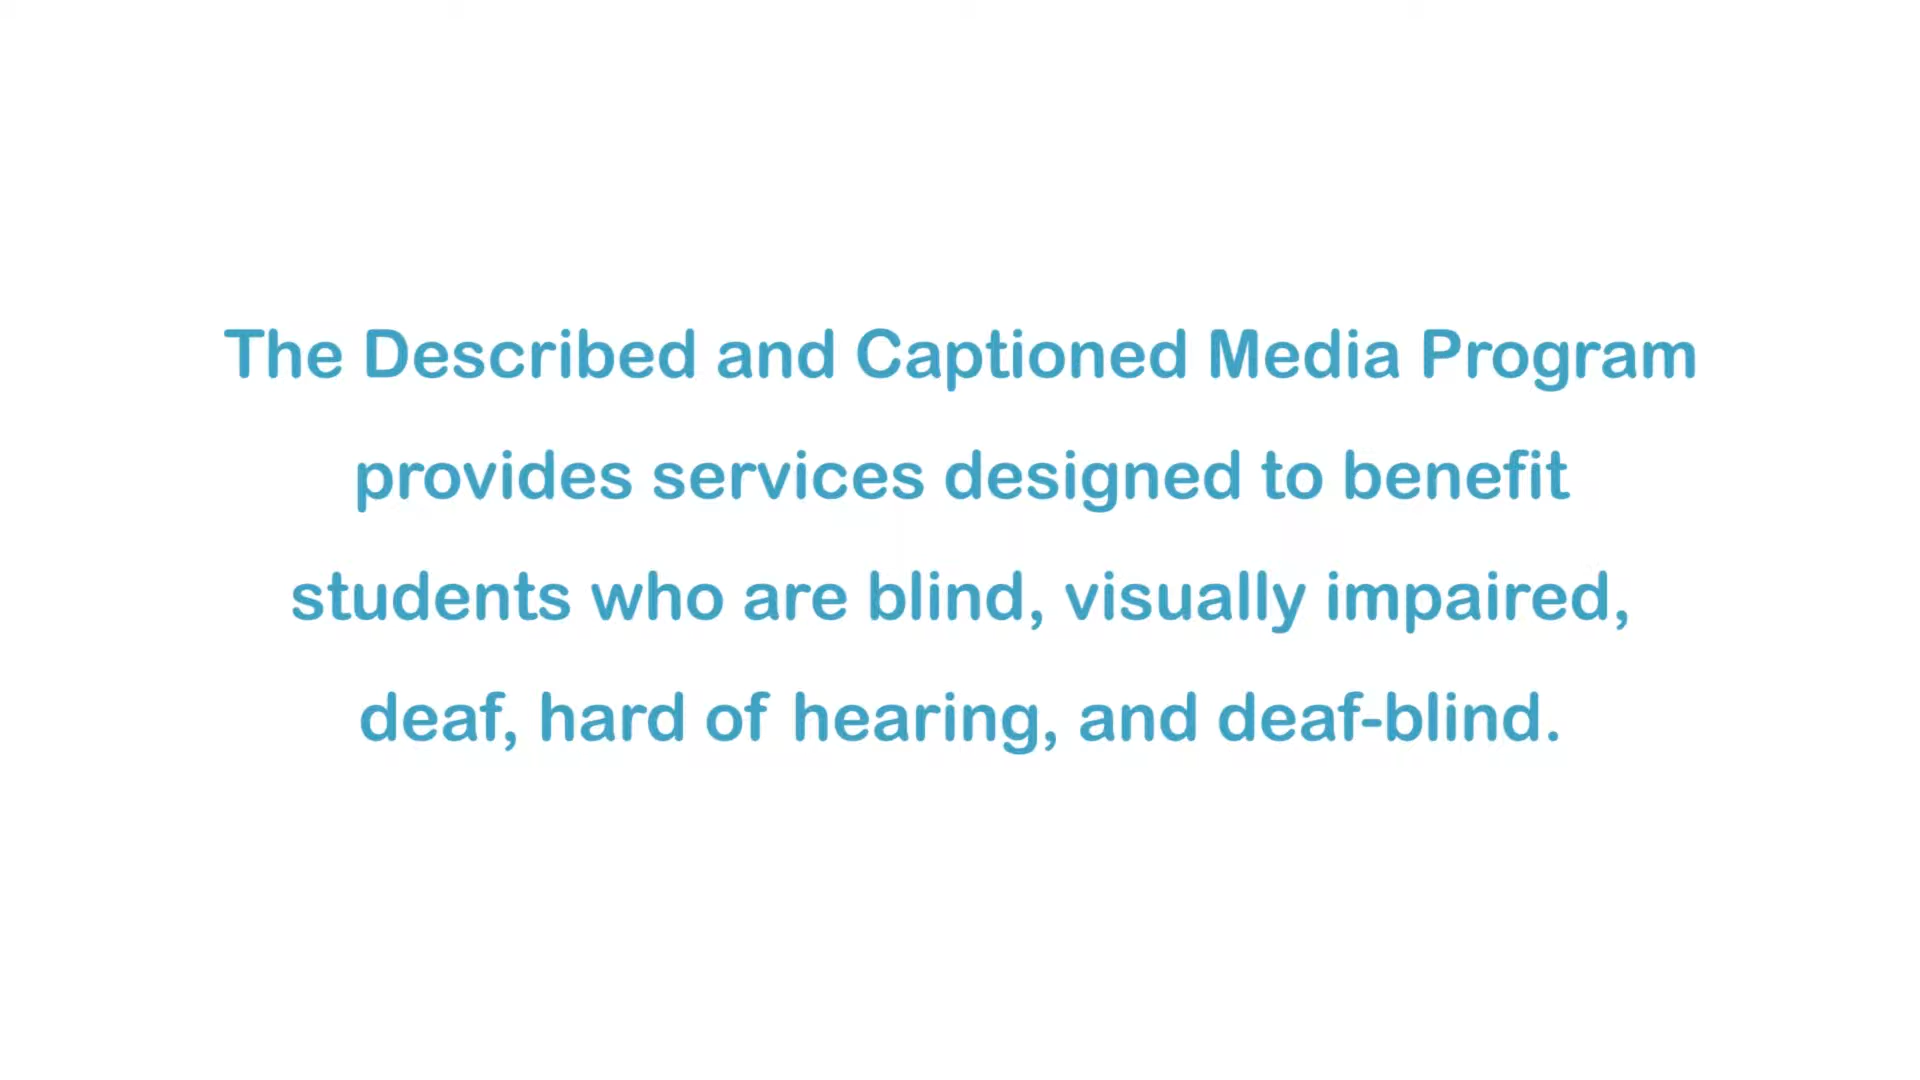 The Described and Captioned Media Program
provides services designed to benefit
students who are blind, visually impaired,
deaf, hard of hearing, and deaf-blind.